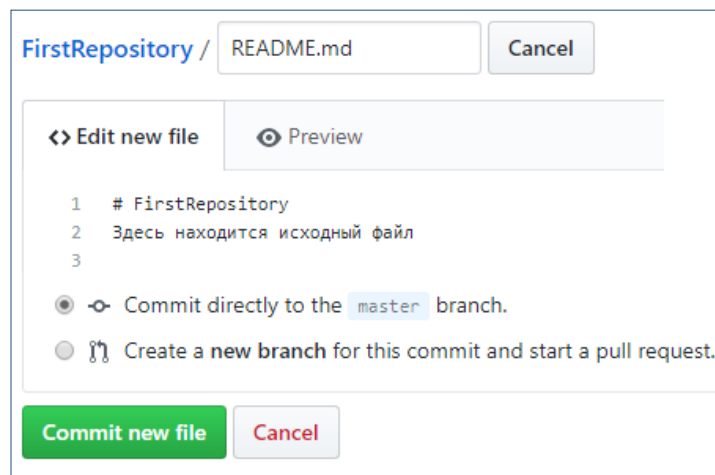 FirstRepository / README.md Cancel
<> Edit new file Preview
1 # FirstRepository
2 Здесь находится исходный файл
3
Commit directly to the master branch.
Create a new branch for this commit and start a pull request.
Commit new file Cancel